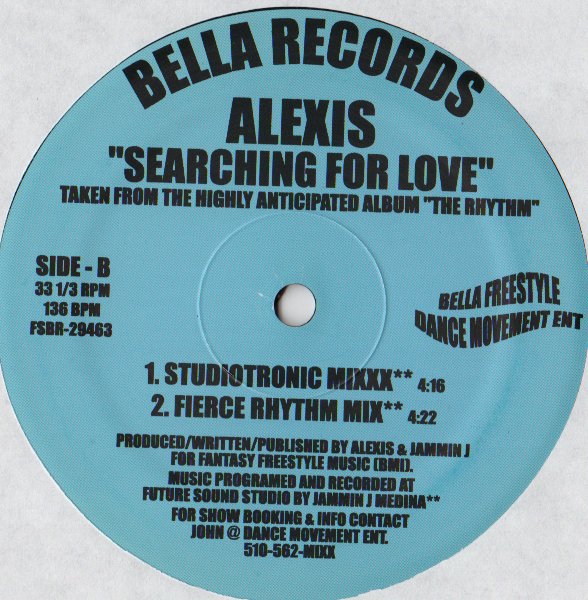 BELLA RECORDS
ALEXIS
"SEARCHING FOR LOVE"
TAKEN FROM THE HIGHLY ANTICIPATED ALBUM "THE RHYTHM"
SIDE - B
33 1/3 RPM
136 BPM
FSBR-29463
BELLA FREESTYLE
DANCE MOVEMENT ENT
1. STUDIOTRONIC MIXXX** 4:16
2. FIERCE RHYTHM MIX** 4:22
PRODUCED/WRITTEN/PUBLISHED BY ALEXIS & JAMMIN J
FOR FANTASY FREESTYLE MUSIC (BMI).
MUSIC PROGRAMED AND RECORDED AT
FUTURE SOUND STUDIO BY JAMMIN J MEDINA**
FOR SHOW BOOKING & INFO CONTACT
JOHN @ DANCE MOVEMENT ENT.
510-562-MIXX